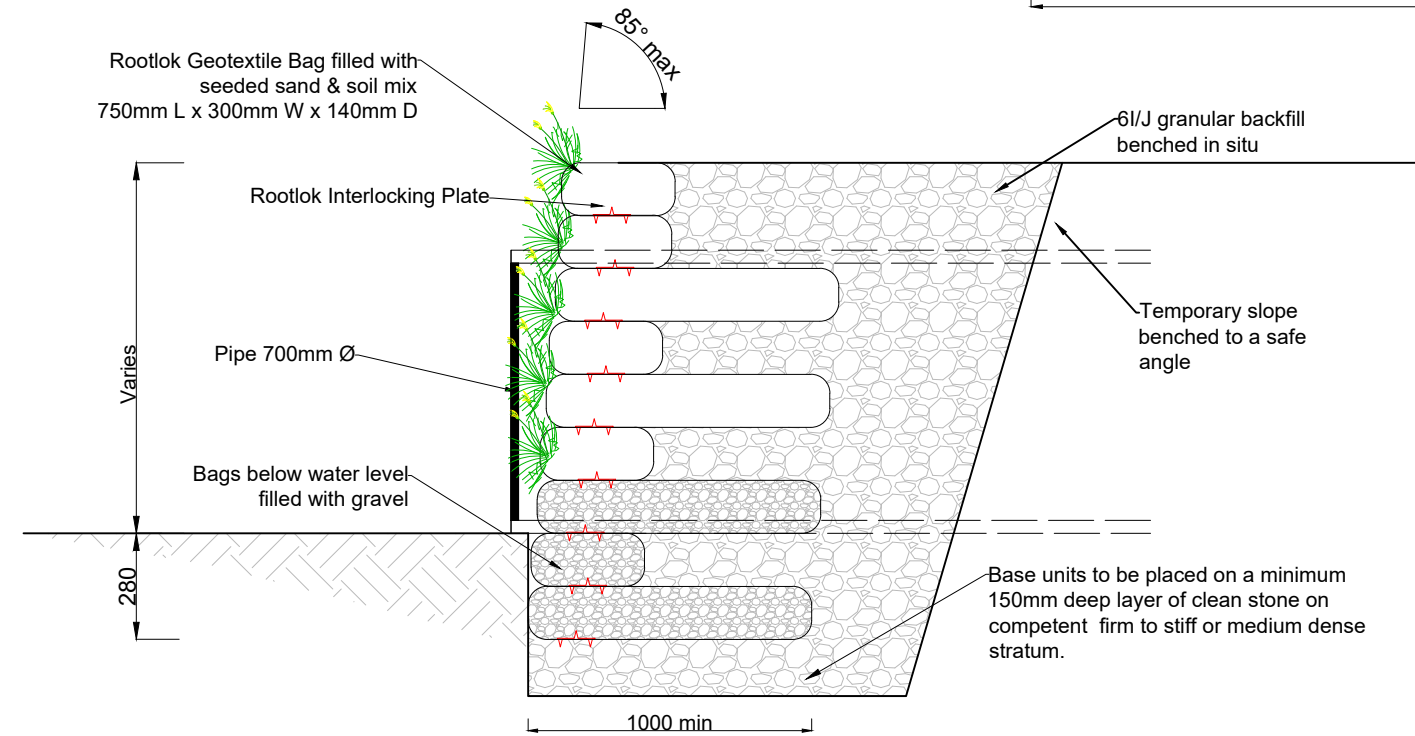 85° max
Rootlok Geotextile Bag filled with
seeded sand & soil mix
750mm L x 300mm W x 140mm D
6I/J granular backfill
benched in situ
Rootlok Interlocking Plate
Temporary slope
benched to a safe
angle
Pipe 700mm Ø
Varies
Bags below water level
filled with gravel
280
Base units to be placed on a minimum
150mm deep layer of clean stone on
competent firm to stiff or medium dense
stratum.
1000 min